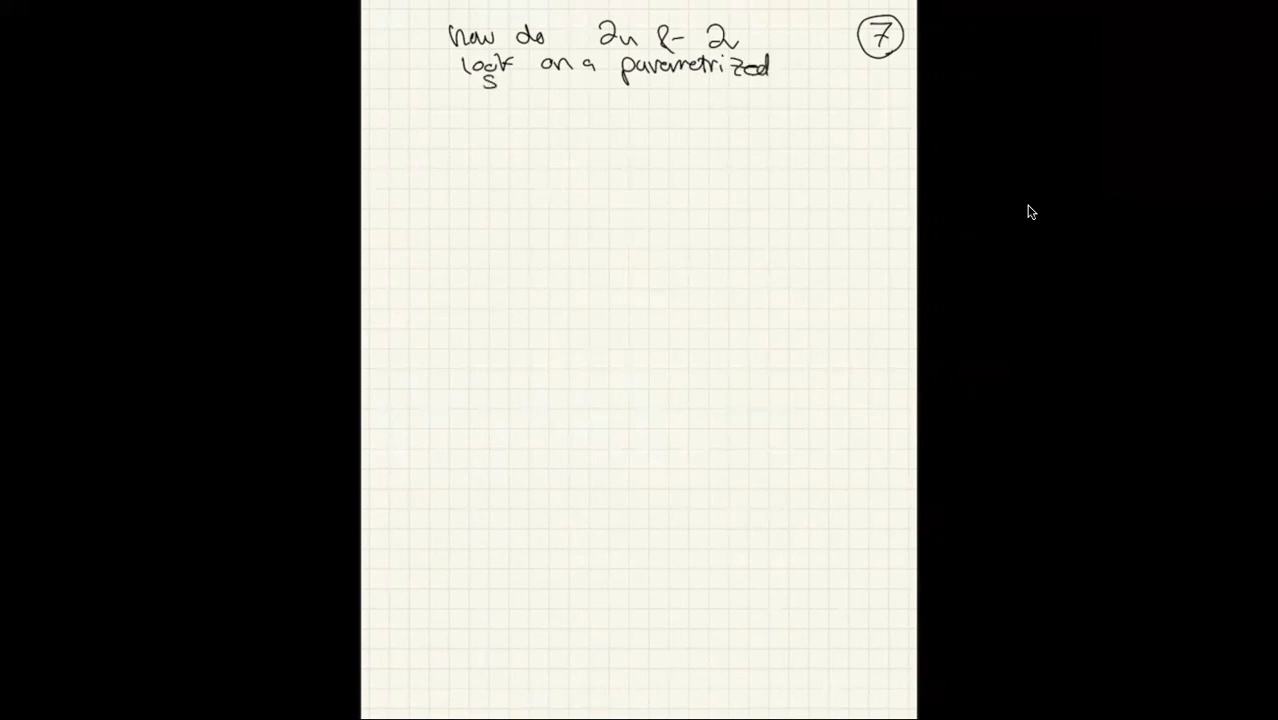 how do ∂u & ∂v
look on a parametrized
S
7